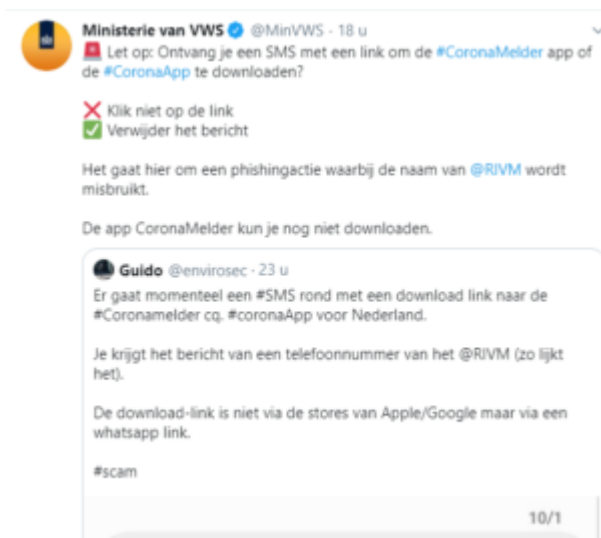 Ministerie van VWS @MinVWS · 18 u
🚨 Let op: Ontvang je een SMS met een link om de #CoronaMelder app of
de #CoronaApp te downloaden?
❌ Klik niet op de link
✅ Verwijder het bericht
Het gaat hier om een phishingactie waarbij de naam van @RIVM wordt
misbruikt.
De app CoronaMelder kun je nog niet downloaden.
Guido @envirosec · 23 u
Er gaat momenteel een #SMS rond met een download link naar de
#Coronamelder cq. #coronaApp voor Nederland.
Je krijgt het bericht van een telefoonnummer van het @RIVM (zo lijkt
het).
De download-link is niet via de stores van Apple/Google maar via een
whatsapp link.
#scam
10/1